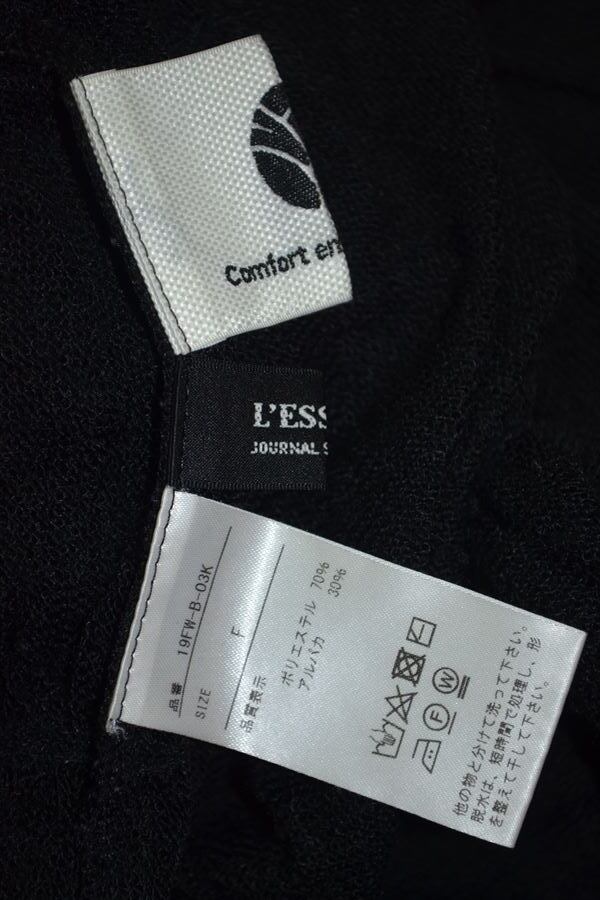 Comfort en
L'ESS
JOURNAL S
品番 19FW-B-03K
SIZE F
品質表示
ポリエステル 70%
アルパカ 30%
F W
他の物と分けて洗って下さい。
脱水は、短時間で処理し、形
を整えて干して下さい。